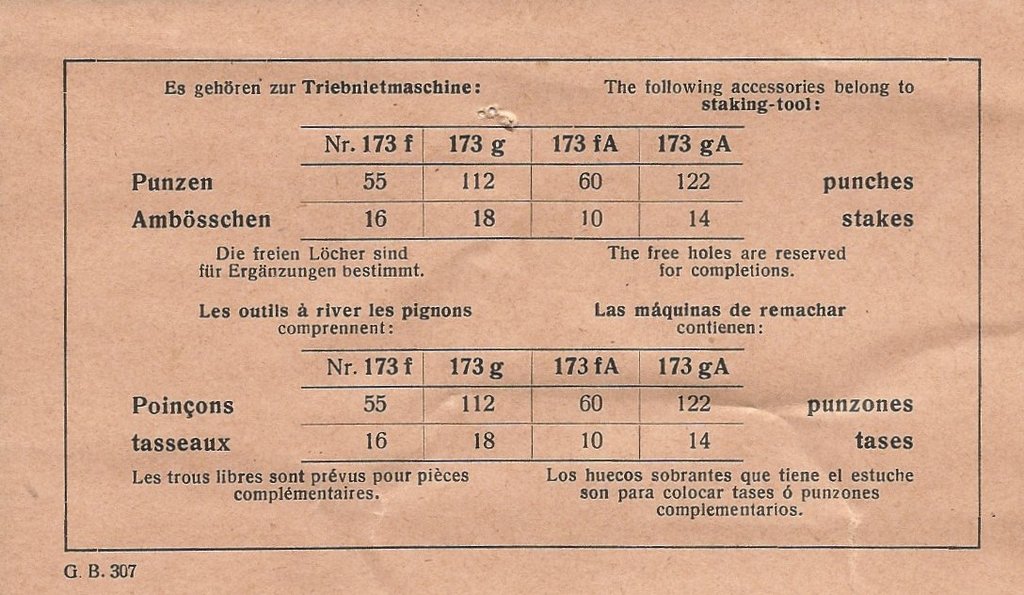 Es gehören zur Triebnietmaschine:
The following accessories belong to
staking-tool:
Nr. 173 f 173 g 173 fA 173 gA
Punzen 55 112 60 122 punches
Ambösschen 16 18 10 14 stakes
Die freien Löcher sind
für Ergänzungen bestimmt.
The free holes are reserved
for completions.
Les outils à river les pignons
comprennent:
Las máquinas de remachar
contienen:
Nr. 173 f 173 g 173 fA 173 gA
Poinçons 55 112 60 122 punzones
tasseaux 16 18 10 14 tases
Les trous libres sont prévus pour pièces
complémentaires.
Los huecos sobrantes que tiene el estuche
son para colocar tases ó punzones
complementarios.
G. B. 307